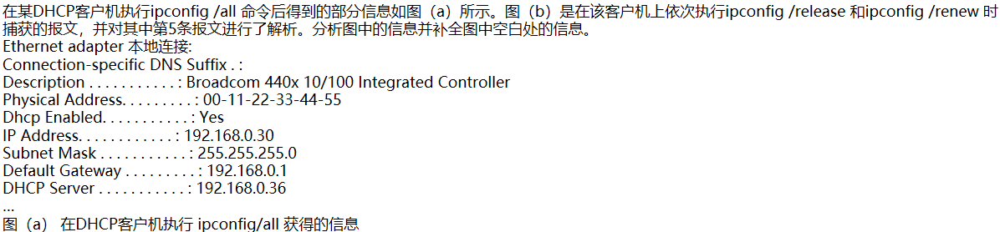 在某DHCP客户机执行ipconfig /all 命令后得到的部分信息如图（a）所示。图（b）是在该客户机上依次执行ipconfig /release 和ipconfig /renew 时
捕获的报文，并对其中第5条报文进行了解析。分析图中的信息并补全图中空白处的信息。
Ethernet adapter 本地连接:
Connection-specific DNS Suffix . :
Description . . . . . . . . . . . : Broadcom 440x 10/100 Integrated Controller
Physical Address. . . . . . . . . : 00-11-22-33-44-55
Dhcp Enabled. . . . . . . . . . . : Yes
IP Address. . . . . . . . . . . . : 192.168.0.30
Subnet Mask . . . . . . . . . . . : 255.255.255.0
Default Gateway . . . . . . . . . : 192.168.0.1
DHCP Server . . . . . . . . . . . : 192.168.0.36
...
图（a） 在DHCP客户机执行 ipconfig/all 获得的信息